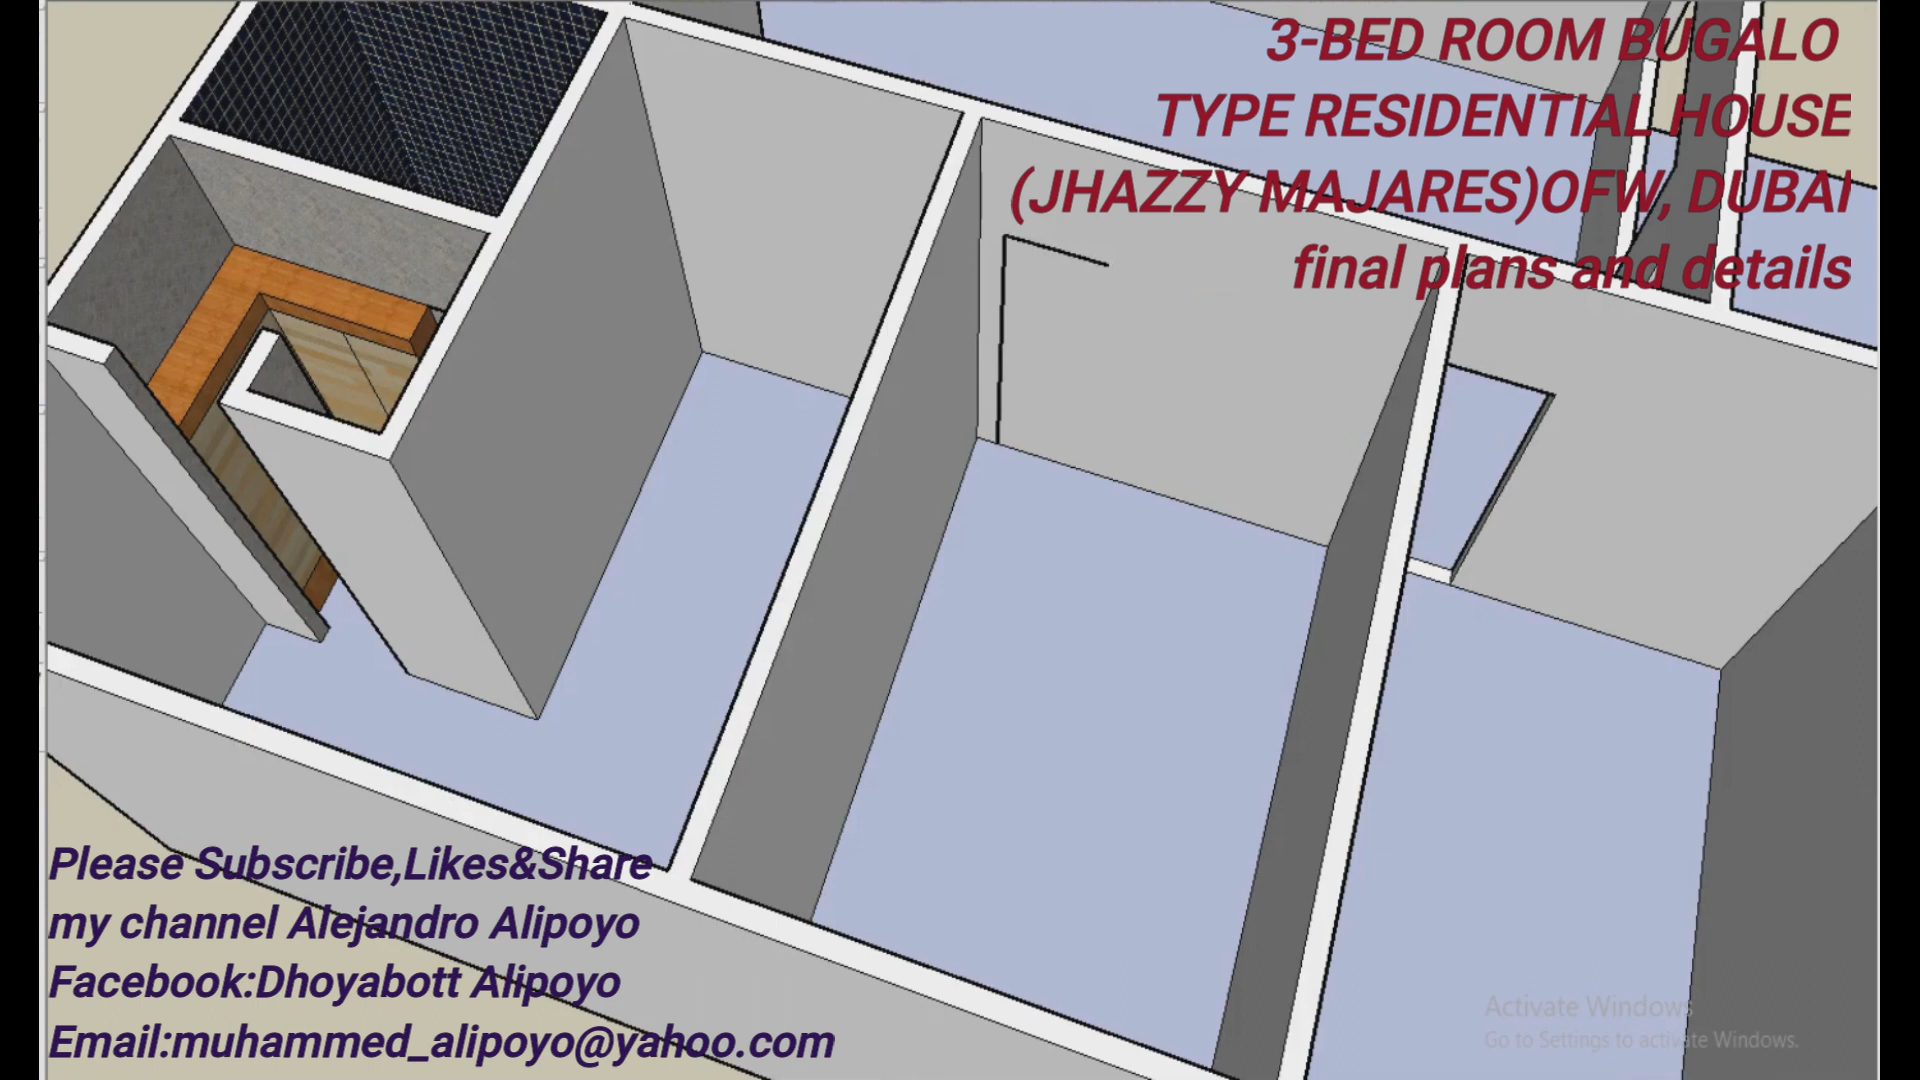 3-BED ROOM BUGALO
TYPE RESIDENTIAL HOUSE
(JHAZZY MAJARES)OFW, DUBAI
final plans and details
Please Subscribe,Likes&Share
my channel Alejandro Alipoyo
Facebook:Dhoyabott Alipoyo
Email:muhammed_alipoyo@yahoo.com
Activate Windows
Go to Settings to activate Windows.